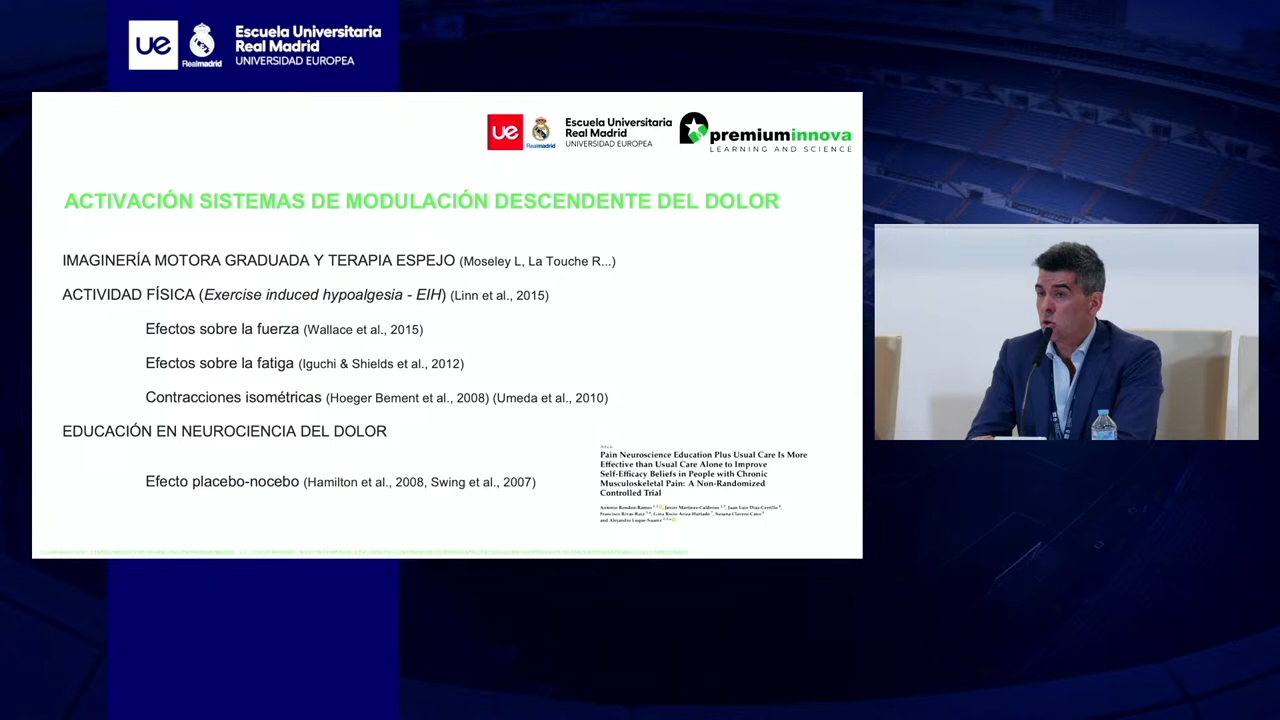 ue
Realmadrid
Escuela Universitaria
Real Madrid
UNIVERSIDAD EUROPEA
ue
Realmadrid
Escuela Universitaria
Real Madrid
UNIVERSIDAD EUROPEA
premiuminnova
LEARNING AND SCIENCE
ACTIVACIÓN SISTEMAS DE MODULACIÓN DESCENDENTE DEL DOLOR
IMAGINERÍA MOTORA GRADUADA Y TERAPIA ESPEJO (Moseley L, La Touche R...)
ACTIVIDAD FÍSICA (Exercise induced hypoalgesia - EIH) (Linn et al., 2015)
Efectos sobre la fuerza (Wallace et al., 2015)
Efectos sobre la fatiga (Iguchi & Shields et al., 2012)
Contracciones isométricas (Hoeger Bement et al., 2008) (Umeda et al., 2010)
EDUCACIÓN EN NEUROCIENCIA DEL DOLOR
Efecto placebo-nocebo (Hamilton et al., 2008, Swing et al., 2007)
Article
Pain Neuroscience Education Plus Usual Care Is More
Effective than Usual Care Alone to Improve
Self-Efficacy Beliefs in People with Chronic
Musculoskeletal Pain: A Non-Randomized
Controlled Trial